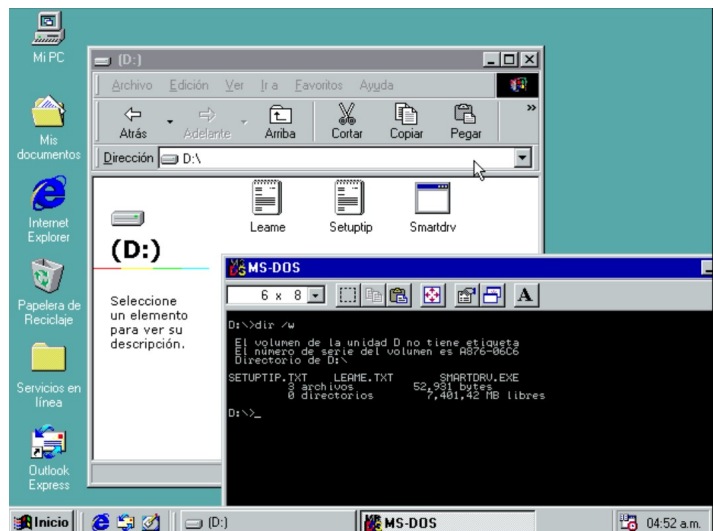 Mi PC
Mis
documentos
Internet
Explorer
Papelera de
Reciclaje
Servicios en
línea
Outlook
Express
(D:)
Archivo Edición Ver Ir a Favoritos Ayuda
Atrás Adelante Arriba Cortar Copiar Pegar »
Dirección D:\
(D:)
Seleccione
un elemento
para ver su
descripción.
Leame Setuptip Smartdrv
MS-DOS
6 x 8 A
D:\>dir /w
El volumen de la unidad D no tiene etiqueta
El número de serie del volumen es A876-06C6
Directorio de D:\
SETUPTIP.TXT LEAME.TXT SMARTDRV.EXE
3 archivos 52,931 bytes
0 directorios 7,401,42 MB libres
D:\>_
Inicio (D:) MS-DOS 04:52 a.m.